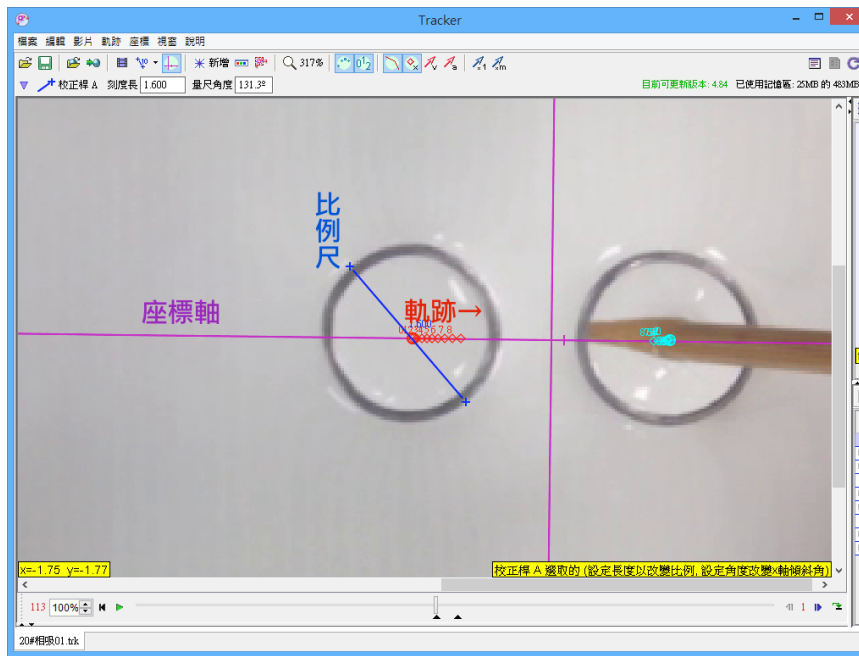 Tracker
檔案 編輯 影片 軌跡 座標 視窗 說明
新增 317%
校正桿 A 刻度長 1.600 量尺角度 131.3º 目前可更新版本: 4.84 已使用記憶區: 25MB 的 483MB
比例尺
座標軸
軌跡→
1.600
012345678
x=-1.75 y=-1.77
校正桿 A 選取的 (設定長度以改變比例, 設定角度改變x軸傾斜角)
113 100% 1
20#相吸01.trk